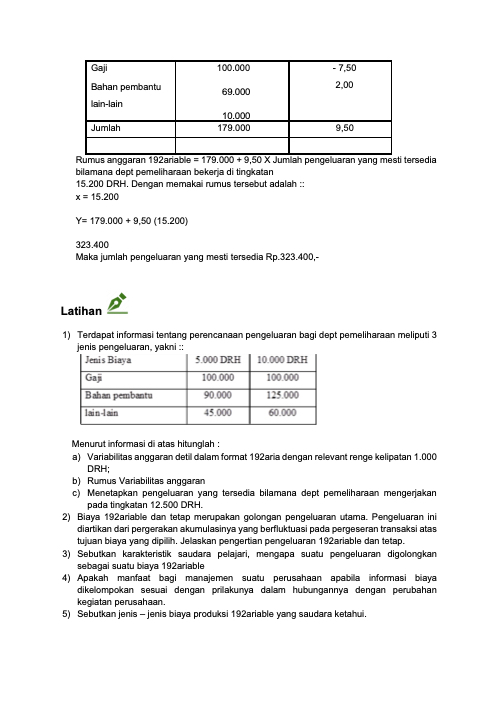 Gaji 100.000 - 7,50
Bahan pembantu 69.000 2,00
lain-lain 10.000
Jumlah 179.000 9,50
Rumus anggaran 192ariable = 179.000 + 9,50 X Jumlah pengeluaran yang mesti tersedia
bilamana dept pemeliharaan bekerja di tingkatan
15.200 DRH. Dengan memakai rumus tersebut adalah ::
x = 15.200
Y= 179.000 + 9,50 (15.200)
323.400
Maka jumlah pengeluaran yang mesti tersedia Rp.323.400,-
Latihan
1) Terdapat informasi tentang perencanaan pengeluaran bagi dept pemeliharaan meliputi 3
jenis pengeluaran, yakni ::
Jenis Biaya 5.000 DRH 10.000 DRH
Gaji 100.000 100.000
Bahan pembantu 90.000 125.000
lain-lain 45.000 60.000
Menurut informasi di atas hitunglah :
a) Variabilitas anggaran detil dalam format 192aria dengan relevant renge kelipatan 1.000
DRH;
b) Rumus Variabilitas anggaran
c) Menetapkan pengeluaran yang tersedia bilamana dept pemeliharaan mengerjakan
pada tingkatan 12.500 DRH.
2) Biaya 192ariable dan tetap merupakan golongan pengeluaran utama. Pengeluaran ini
diartikan dari pergerakan akumulasinya yang berfluktuasi pada pergeseran transaksi atas
tujuan biaya yang dipilih. Jelaskan pengertian pengeluaran 192ariable dan tetap.
3) Sebutkan karakteristik saudara pelajari, mengapa suatu pengeluaran digolongkan
sebagai suatu biaya 192ariable
4) Apakah manfaat bagi manajemen suatu perusahaan apabila informasi biaya
dikelompokan sesuai dengan prilakunya dalam hubungannya dengan perubahan
kegiatan perusahaan.
5) Sebutkan jenis – jenis biaya produksi 192ariable yang saudara ketahui.